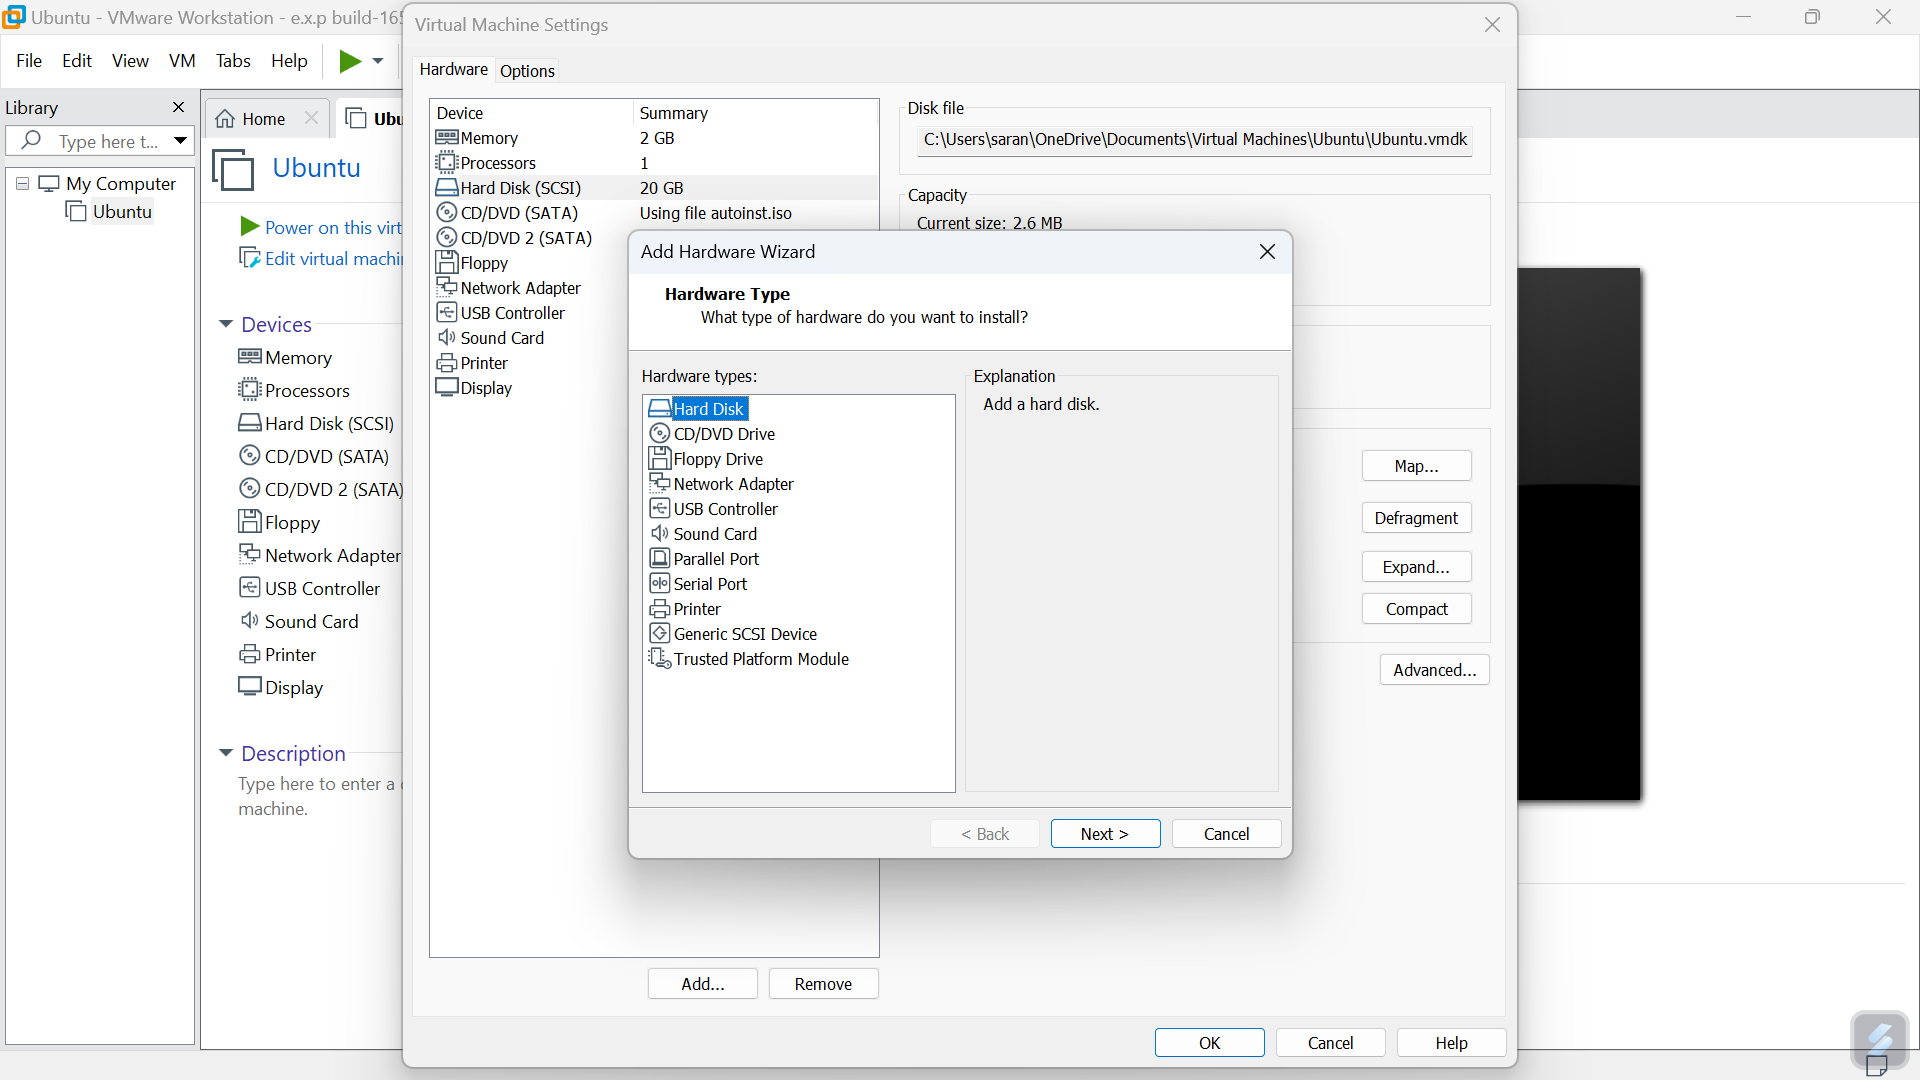 Ubuntu - VMware Workstation - e.x.p build-16
File Edit View VM Tabs Help
Library
Type here t...
My Computer
Ubuntu
Home
Ubu
Ubuntu
Power on this virt
Edit virtual machi
Devices
Memory
Processors
Hard Disk (SCSI)
CD/DVD (SATA)
CD/DVD 2 (SATA)
Floppy
Network Adapter
USB Controller
Sound Card
Printer
Display
Description
Type here to enter a
machine.
Virtual Machine Settings
Hardware Options
Device Summary
Memory 2 GB
Processors 1
Hard Disk (SCSI) 20 GB
CD/DVD (SATA) Using file autoinst.iso
CD/DVD 2 (SATA)
Floppy
Network Adapter
USB Controller
Sound Card
Printer
Display
Add... Remove
Disk file
C:\Users\saran\OneDrive\Documents\Virtual Machines\Ubuntu\Ubuntu.vmdk
Capacity
Current size: 2.6 MB
Map...
Defragment
Expand...
Compact
Advanced...
OK Cancel Help
Add Hardware Wizard
Hardware Type
What type of hardware do you want to install?
Hardware types:
Hard Disk
CD/DVD Drive
Floppy Drive
Network Adapter
USB Controller
Sound Card
Parallel Port
Serial Port
Printer
Generic SCSI Device
Trusted Platform Module
Explanation
Add a hard disk.
< Back Next > Cancel